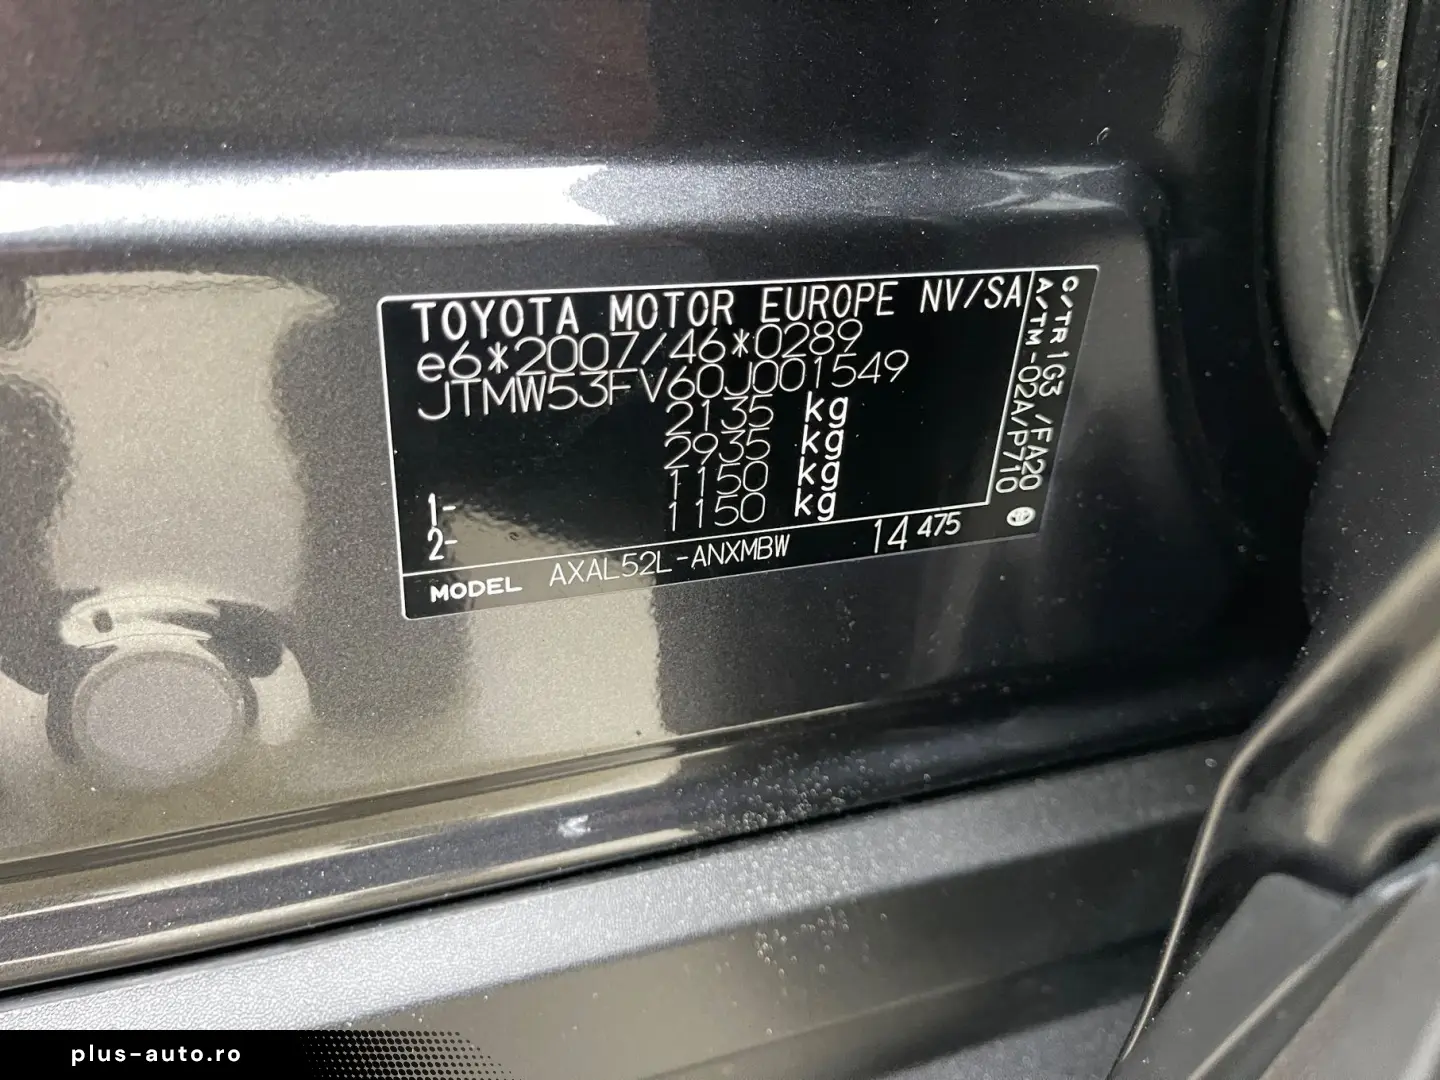 TOYOTA MOTOR EUROPE NV/SA
e6*2007/46*0289
JTMW53FV60J001549
2135 kg
2935 kg
1- 1150 kg
2- 1150 kg
MODEL AXAL52L-ANXMBW 14 475
C/TR 1G3 /FA20
A/TM -02A/P710
plus-auto.ro